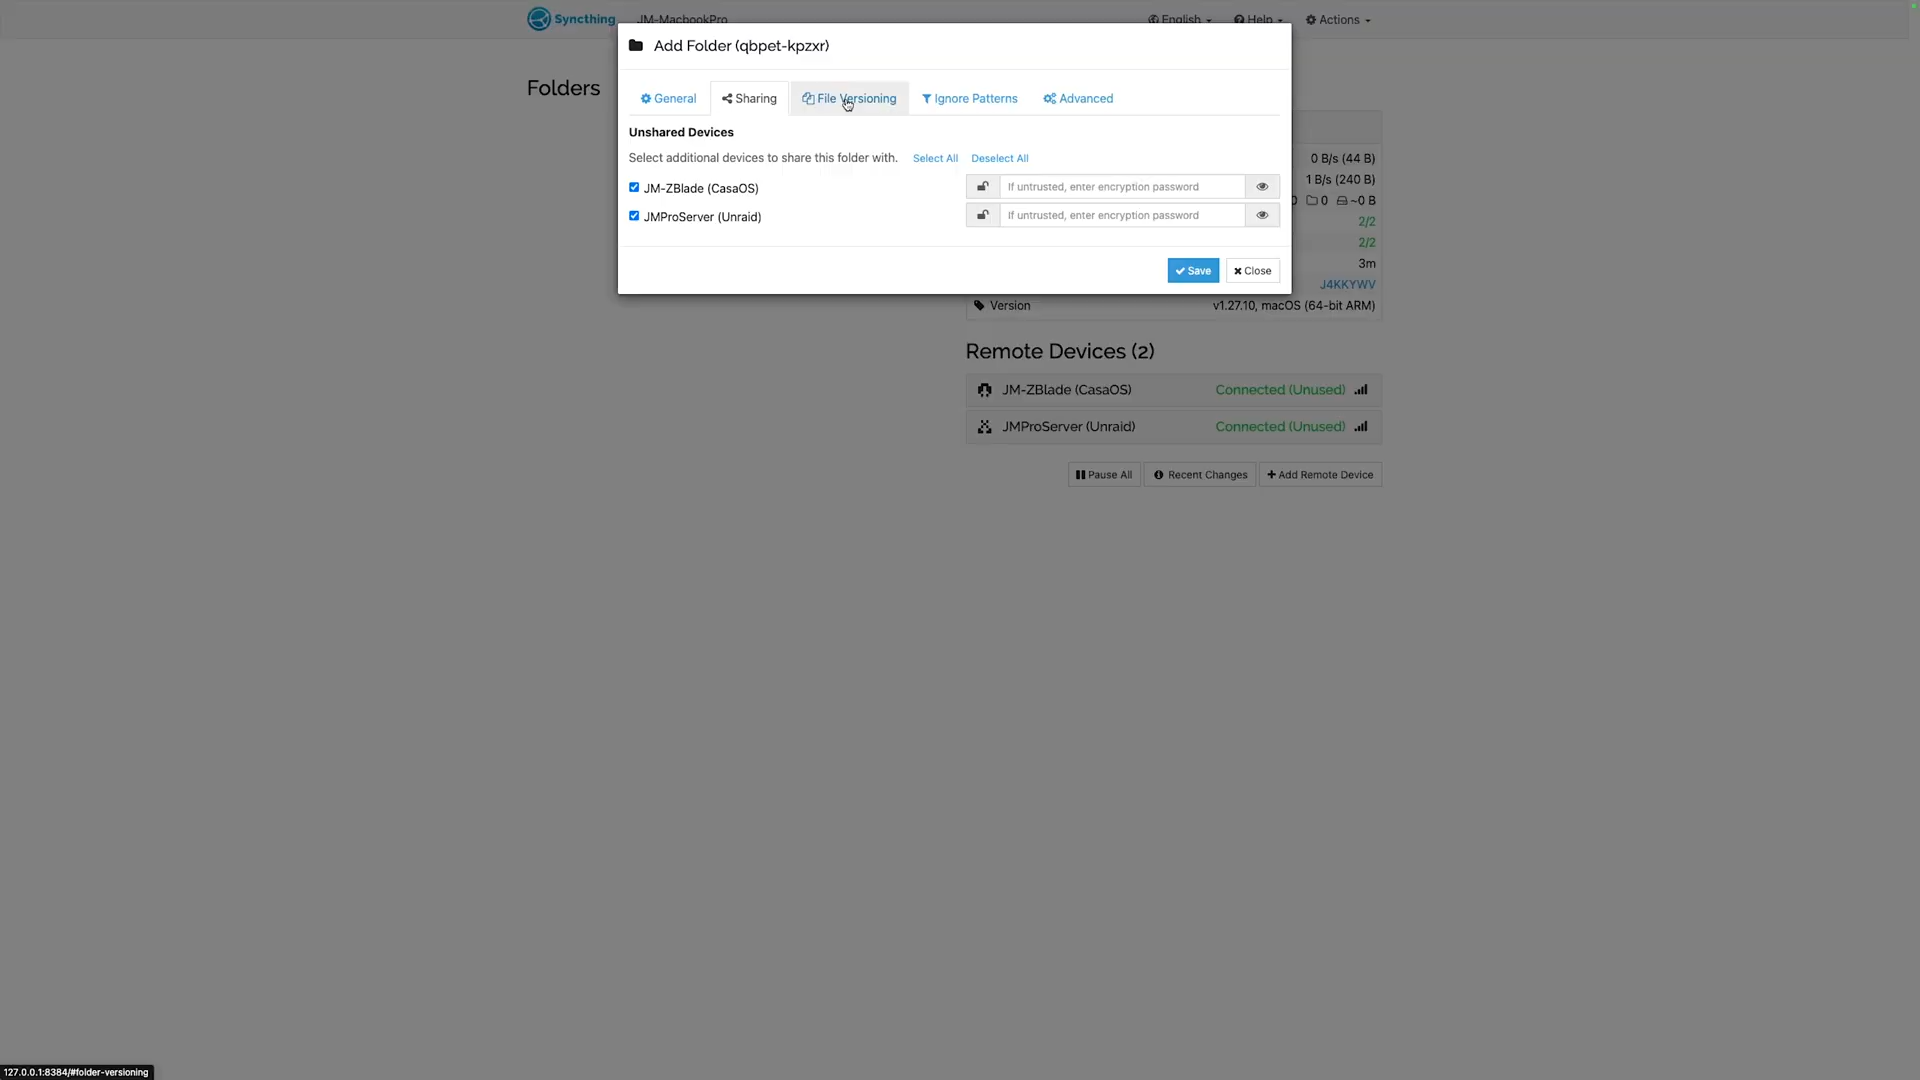 Syncthing JM-MacbookPro English Help Actions
Add Folder (qbpet-kpzxr)
Folders
General Sharing File Versioning Ignore Patterns Advanced
Unshared Devices
Select additional devices to share this folder with. Select All Deselect All
0 B/s (44 B)
1 B/s (240 B)
JM-ZBlade (CasaOS) If untrusted, enter encryption password
0 0 ~0 B
JMProServer (Unraid) If untrusted, enter encryption password
2/2
2/2
3m
Save Close
J4KKYWV
Version v1.27.10, macOS (64-bit ARM)
Remote Devices (2)
JM-ZBlade (CasaOS) Connected (Unused)
JMProServer (Unraid) Connected (Unused)
Pause All Recent Changes + Add Remote Device
127.0.0.1:8384/#folder-versioning